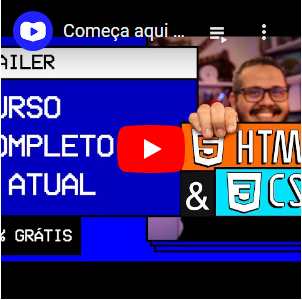 Começa aqui ...
AILER
URSO
OMPLETO
ATUAL
% GRÁTIS
HTM
& CS